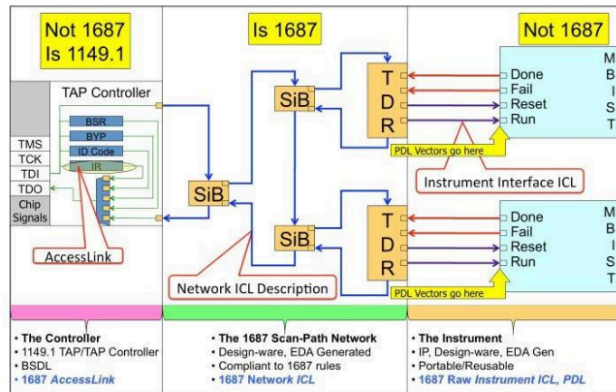 Not 1687
Is 1149.1
Is 1687
Not 1687
TAP Controller
BSR
BYP
ID Code
IR
TMS
TCK
TDI
TDO
Chip
Signals
AccessLink
SiB
SiB
SiB
Network ICL Description
T
D
R
Done
Fail
Reset
Run
M
B
I
S
T
PDL Vectors go here
Instrument Interface ICL
T
D
R
Done
Fail
Reset
Run
M
B
I
S
T
PDL Vectors go here
• The Controller
• 1149.1 TAP/TAP Controller
• BSDL
• 1687 AccessLink
• The 1687 Scan-Path Network
• Design-ware, EDA Generated
• Compliant to 1687 rules
• 1687 Network ICL
• The Instrument
• IP, Design-ware, EDA Gen
• Portable/Reusable
• 1687 Raw Instrument ICL, PDL